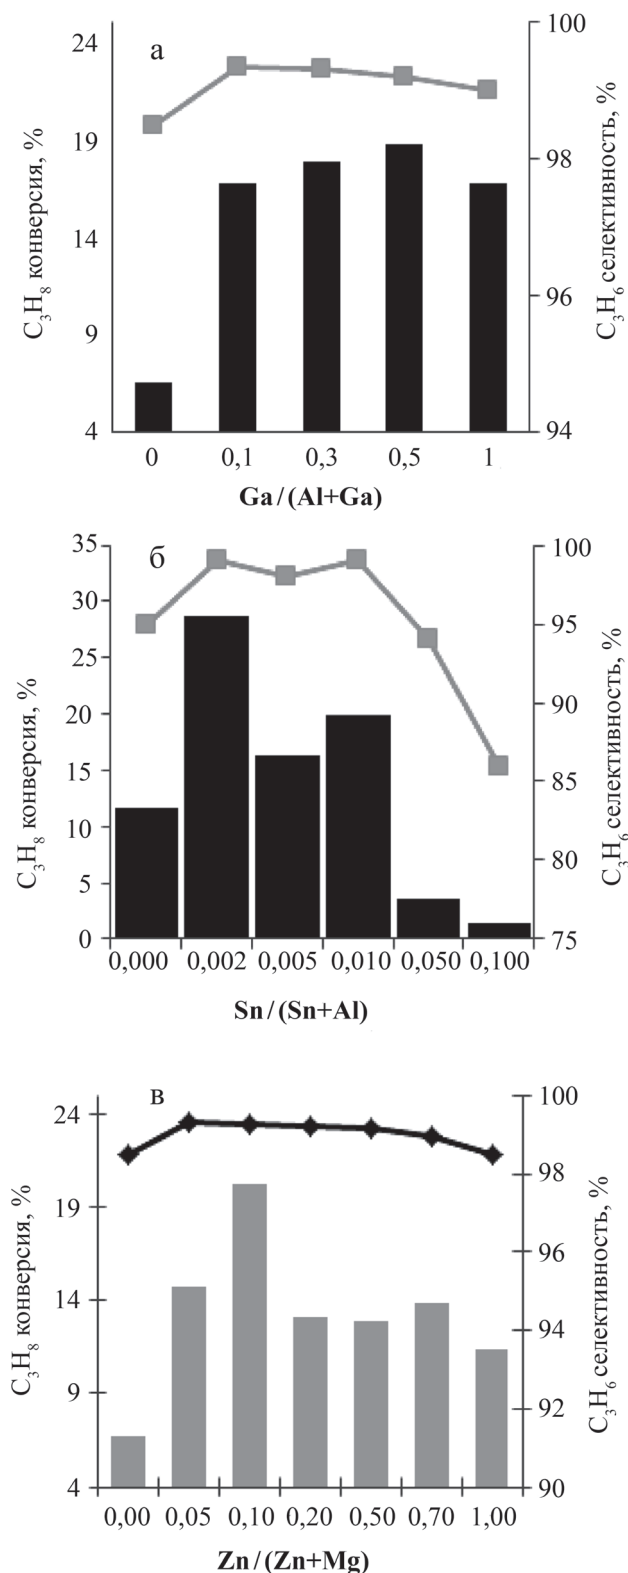 а
24
19
14
9
4
C₃H₈ конверсия, %
100
98
96
94
C₃H₆ селективность, %
0 0,1 0,3 0,5 1
Ga/(Al+Ga)
б
35
30
25
20
15
10
5
0
C₃H₈ конверсия, %
100
95
90
85
80
75
C₃H₆ селективность, %
0,000 0,002 0,005 0,010 0,050 0,100
Sn/(Sn+Al)
в
24
19
14
9
4
C₃H₈ конверсия, %
100
98
96
94
92
90
C₃H₆ селективность, %
0,00 0,05 0,10 0,20 0,50 0,70 1,00
Zn/(Zn+Mg)